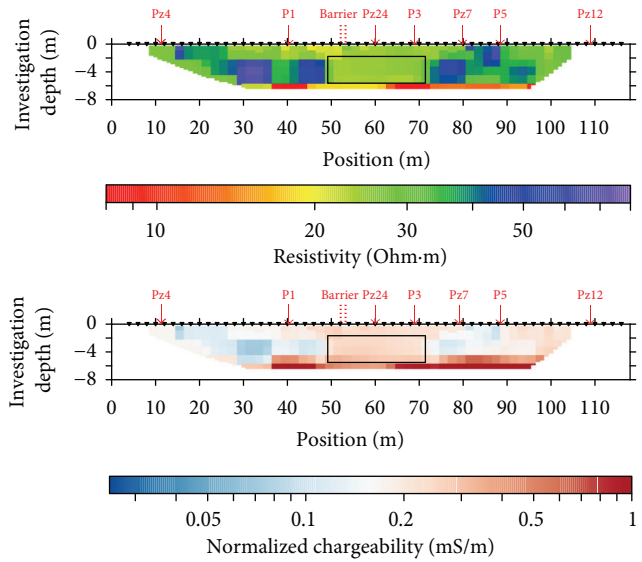 Pz4 P1 Barrier Pz24 P3 Pz7 P5 Pz12
Investigation
depth (m)
0
−4
−8
0 10 20 30 40 50 60 70 80 90 100 110
Position (m)
10 20 30 50
Resistivity (Ohm·m)
Pz4 P1 Barrier Pz24 P3 Pz7 P5 Pz12
Investigation
depth (m)
0
−4
−8
0 10 20 30 40 50 60 70 80 90 100 110
Position (m)
0.05 0.1 0.2 0.5 1
Normalized chargeability (mS/m)